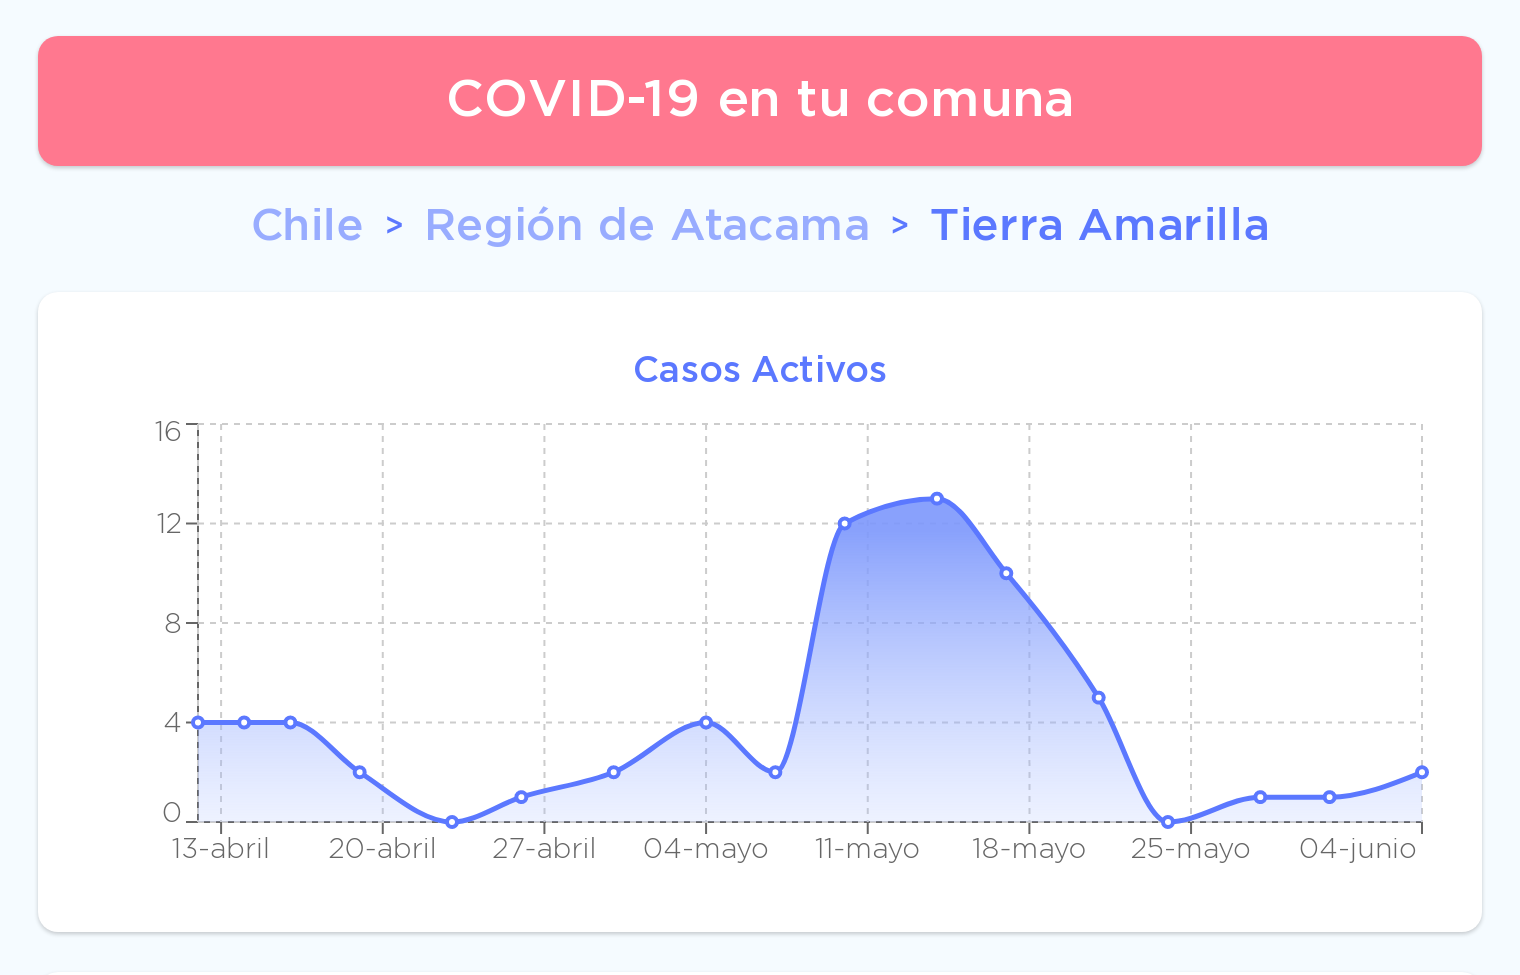 COVID-19 en tu comuna
Chile > Región de Atacama > Tierra Amarilla
Casos Activos
16
12
8
4
0
13-abril 20-abril 27-abril 04-mayo 11-mayo 18-mayo 25-mayo 04-junio